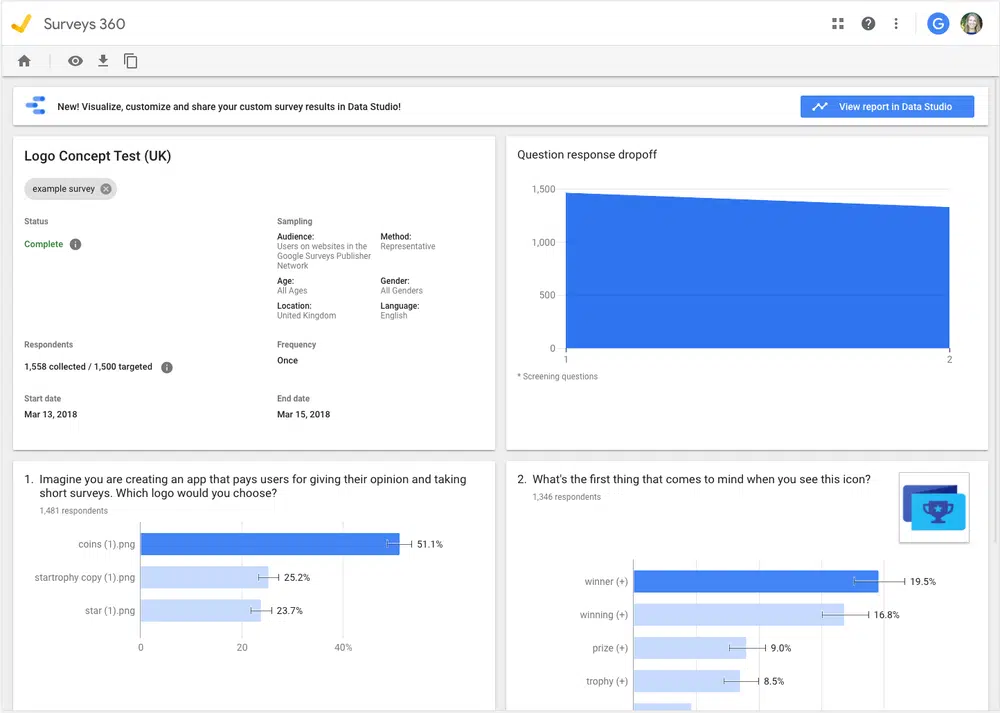 Surveys 360
G
New! Visualize, customize and share your custom survey results in Data Studio!
View report in Data Studio
Logo Concept Test (UK)
example survey
Status
Complete
Sampling
Audience:
Users on websites in the
Google Surveys Publisher
Network
Method:
Representative
Age:
All Ages
Gender:
All Genders
Location:
United Kingdom
Language:
English
Respondents
1,558 collected / 1,500 targeted
Frequency
Once
Start date
Mar 13, 2018
End date
Mar 15, 2018
Question response dropoff
1,500
1,000
500
0
1
2
* Screening questions
1. Imagine you are creating an app that pays users for giving their opinion and taking
short surveys. Which logo would you choose?
1,481 respondents
coins (1).png 51.1%
startrophy copy (1).png 25.2%
star (1).png 23.7%
0 20 40%
2. What's the first thing that comes to mind when you see this icon?
1,346 respondents
winner (+) 19.5%
winning (+) 16.8%
prize (+) 9.0%
trophy (+) 8.5%